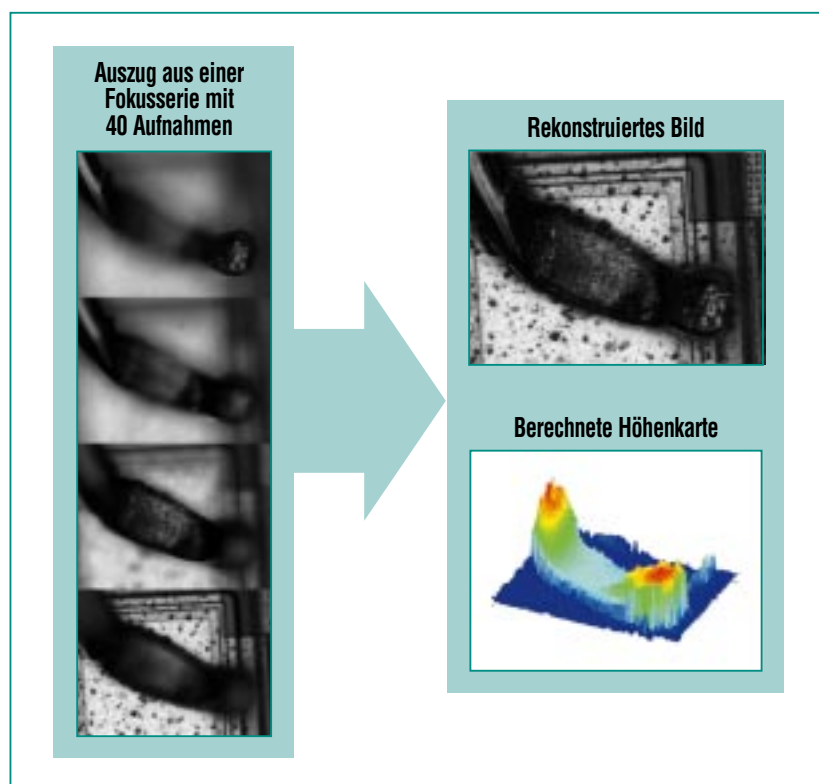 Auszug aus einer
Fokusserie mit
40 Aufnahmen
Rekonstruiertes Bild
Berechnete Höhenkarte